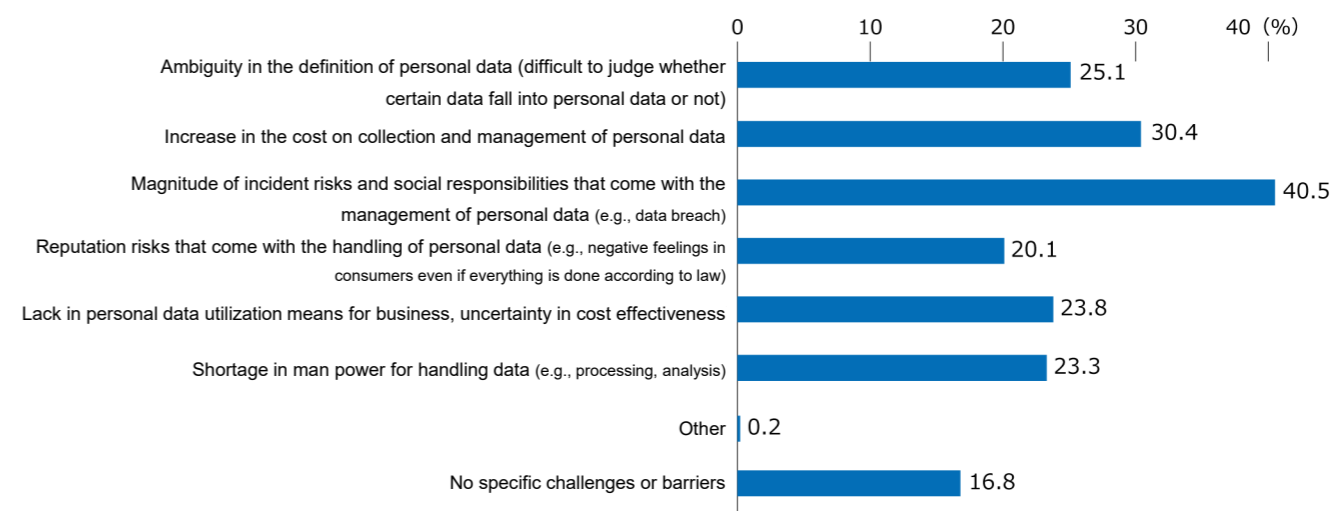 0 10 20 30 40 (%)
Ambiguity in the definition of personal data (difficult to judge whether
certain data fall into personal data or not)
25.1
Increase in the cost on collection and management of personal data
30.4
Magnitude of incident risks and social responsibilities that come with the
management of personal data (e.g., data breach)
40.5
Reputation risks that come with the handling of personal data (e.g., negative feelings in
consumers even if everything is done according to law)
20.1
Lack in personal data utilization means for business, uncertainty in cost effectiveness
23.8
Shortage in man power for handling data (e.g., processing, analysis)
23.3
Other
0.2
No specific challenges or barriers
16.8